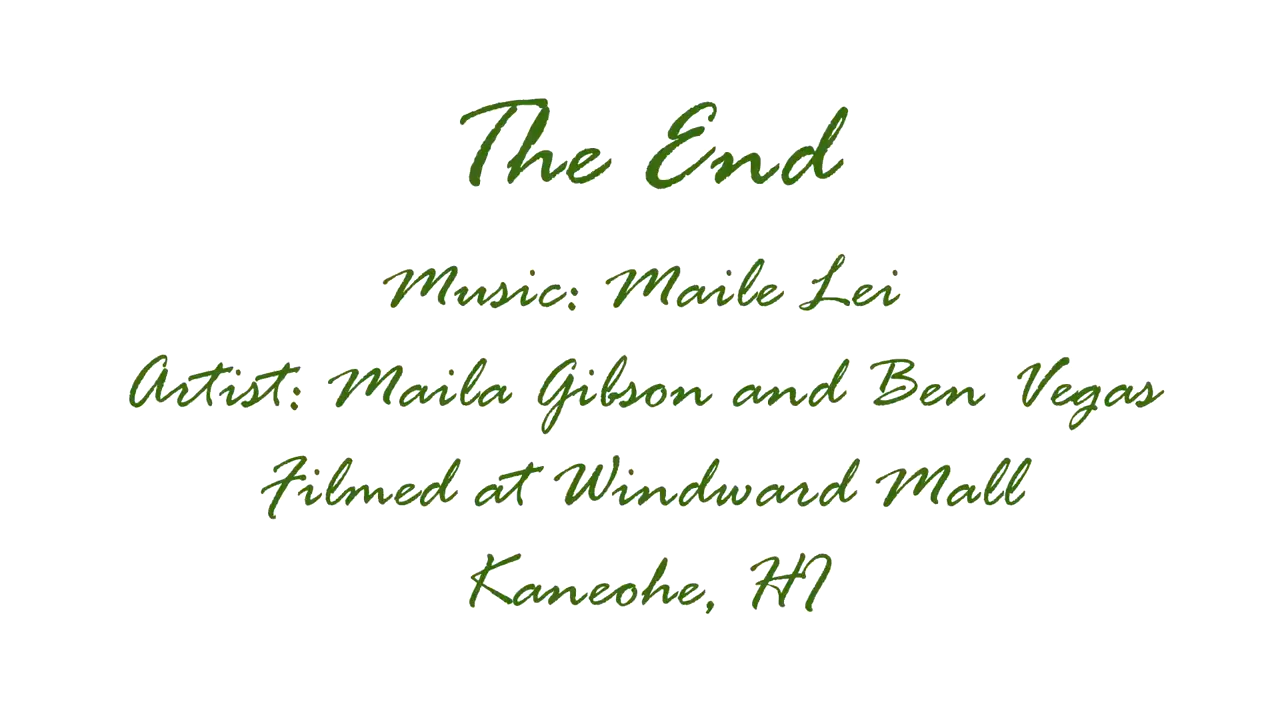 The End
Music: Maile Lei
Artist: Maila Gibson and Ben Vegas
Filmed at Windward Mall
Kaneohe, HI